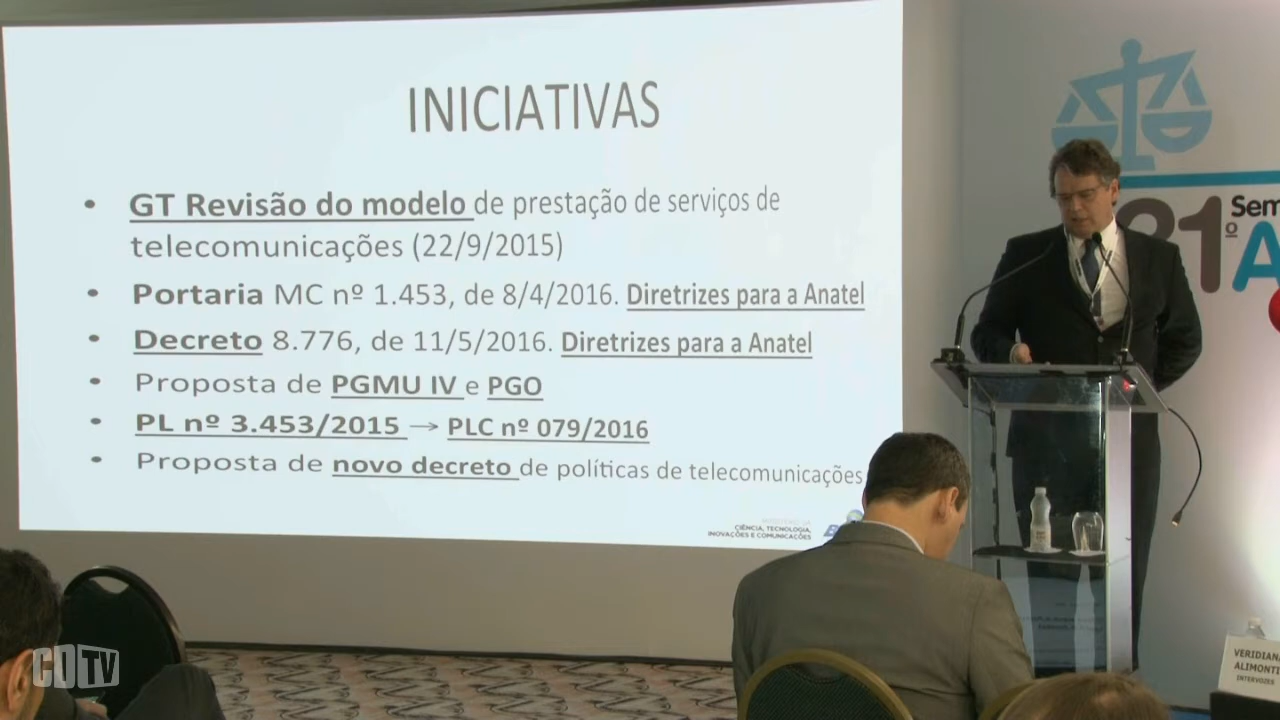 INICIATIVAS
• GT Revisão do modelo de prestação de serviços de
telecomunicações (22/9/2015)
• Portaria MC nº 1.453, de 8/4/2016. Diretrizes para a Anatel
• Decreto 8.776, de 11/5/2016. Diretrizes para a Anatel
• Proposta de PGMU IV e PGO
• PL nº 3.453/2015 → PLC nº 079/2016
• Proposta de novo decreto de políticas de telecomunicações
CIÊNCIA, TECNOLOGIA,
INOVAÇÕES E COMUNICAÇÕES
21º Sem
A
VERIDIANA
ALIMONTI
INTERVOZES
CDTV